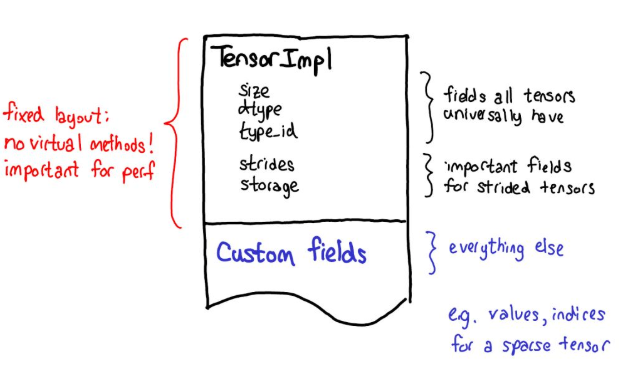 TensorImpl
size
dtype
type_id
strides
storage
Custom fields
fixed layout:
no virtual methods!
important for perf
fields all tensors
universally have
important fields
for strided tensors
everything else
e.g. values, indices
for a sparse tensor